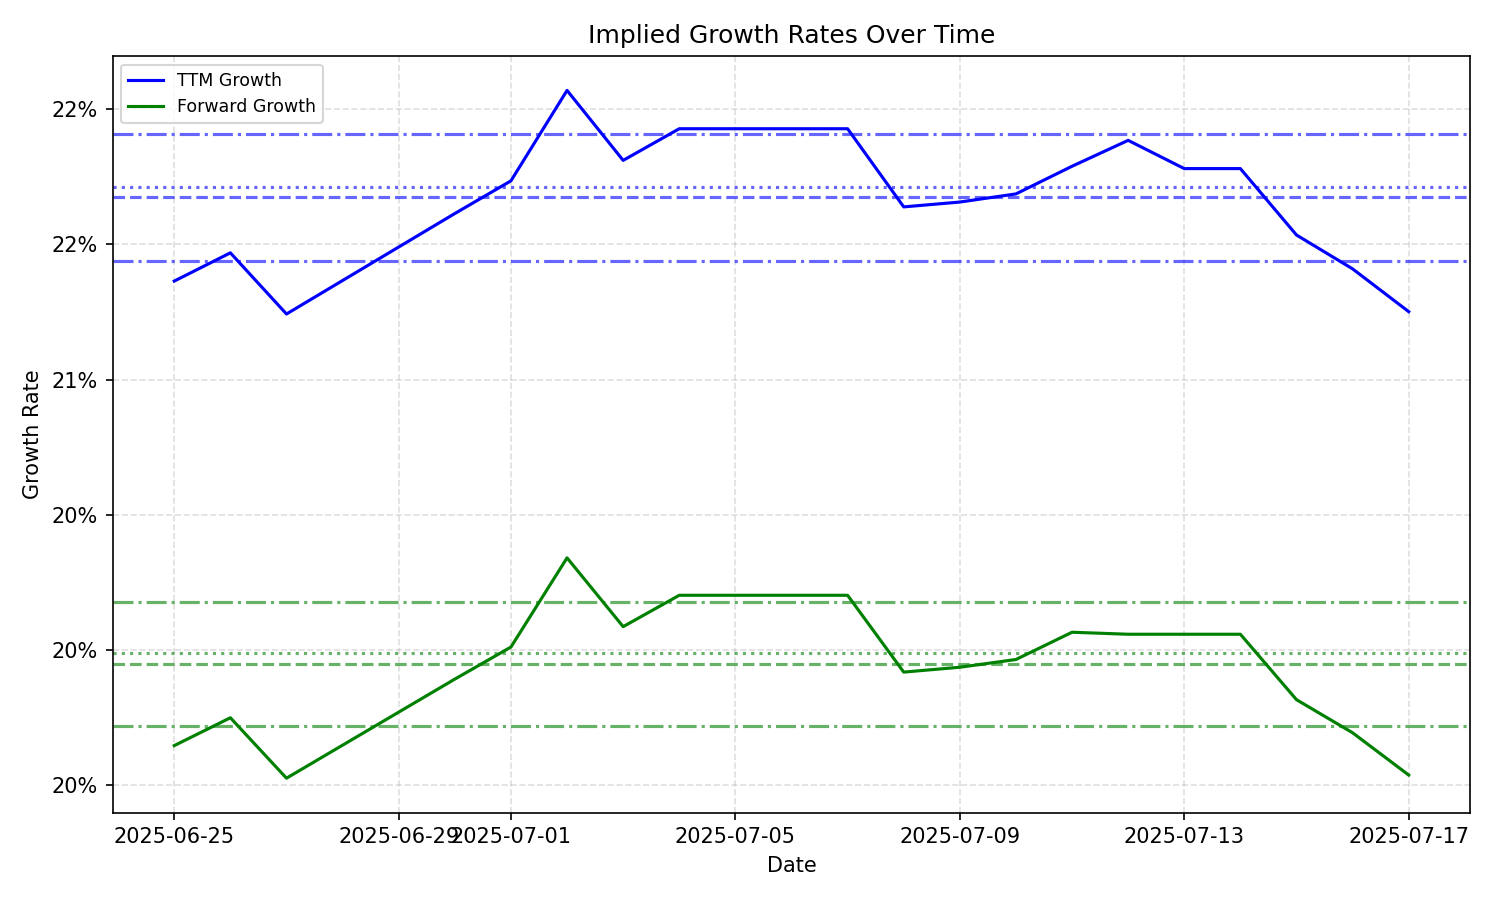 Implied Growth Rates Over Time
TTM Growth
Forward Growth
22%
22%
21%
20%
20%
20%
Growth Rate
2025-06-25
2025-06-29
2025-07-01
2025-07-05
2025-07-09
2025-07-13
2025-07-17
Date